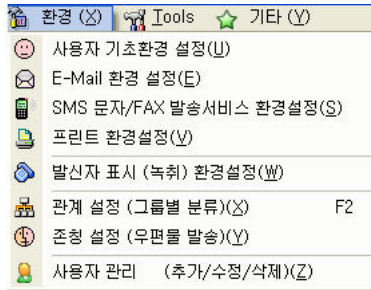 환경 (X) Tools 기타 (Y)
사용자 기초환경 설정(U)
E-Mail 환경 설정(E)
SMS 문자/FAX 발송서비스 환경설정(S)
프린트 환경설정(V)
발신자 표시 (녹취) 환경설정(W)
관계 설정 (그룹별 분류)(X) F2
존칭 설정 (우편물 발송)(Y)
사용자 관리 (추가/수정/삭제)(Z)